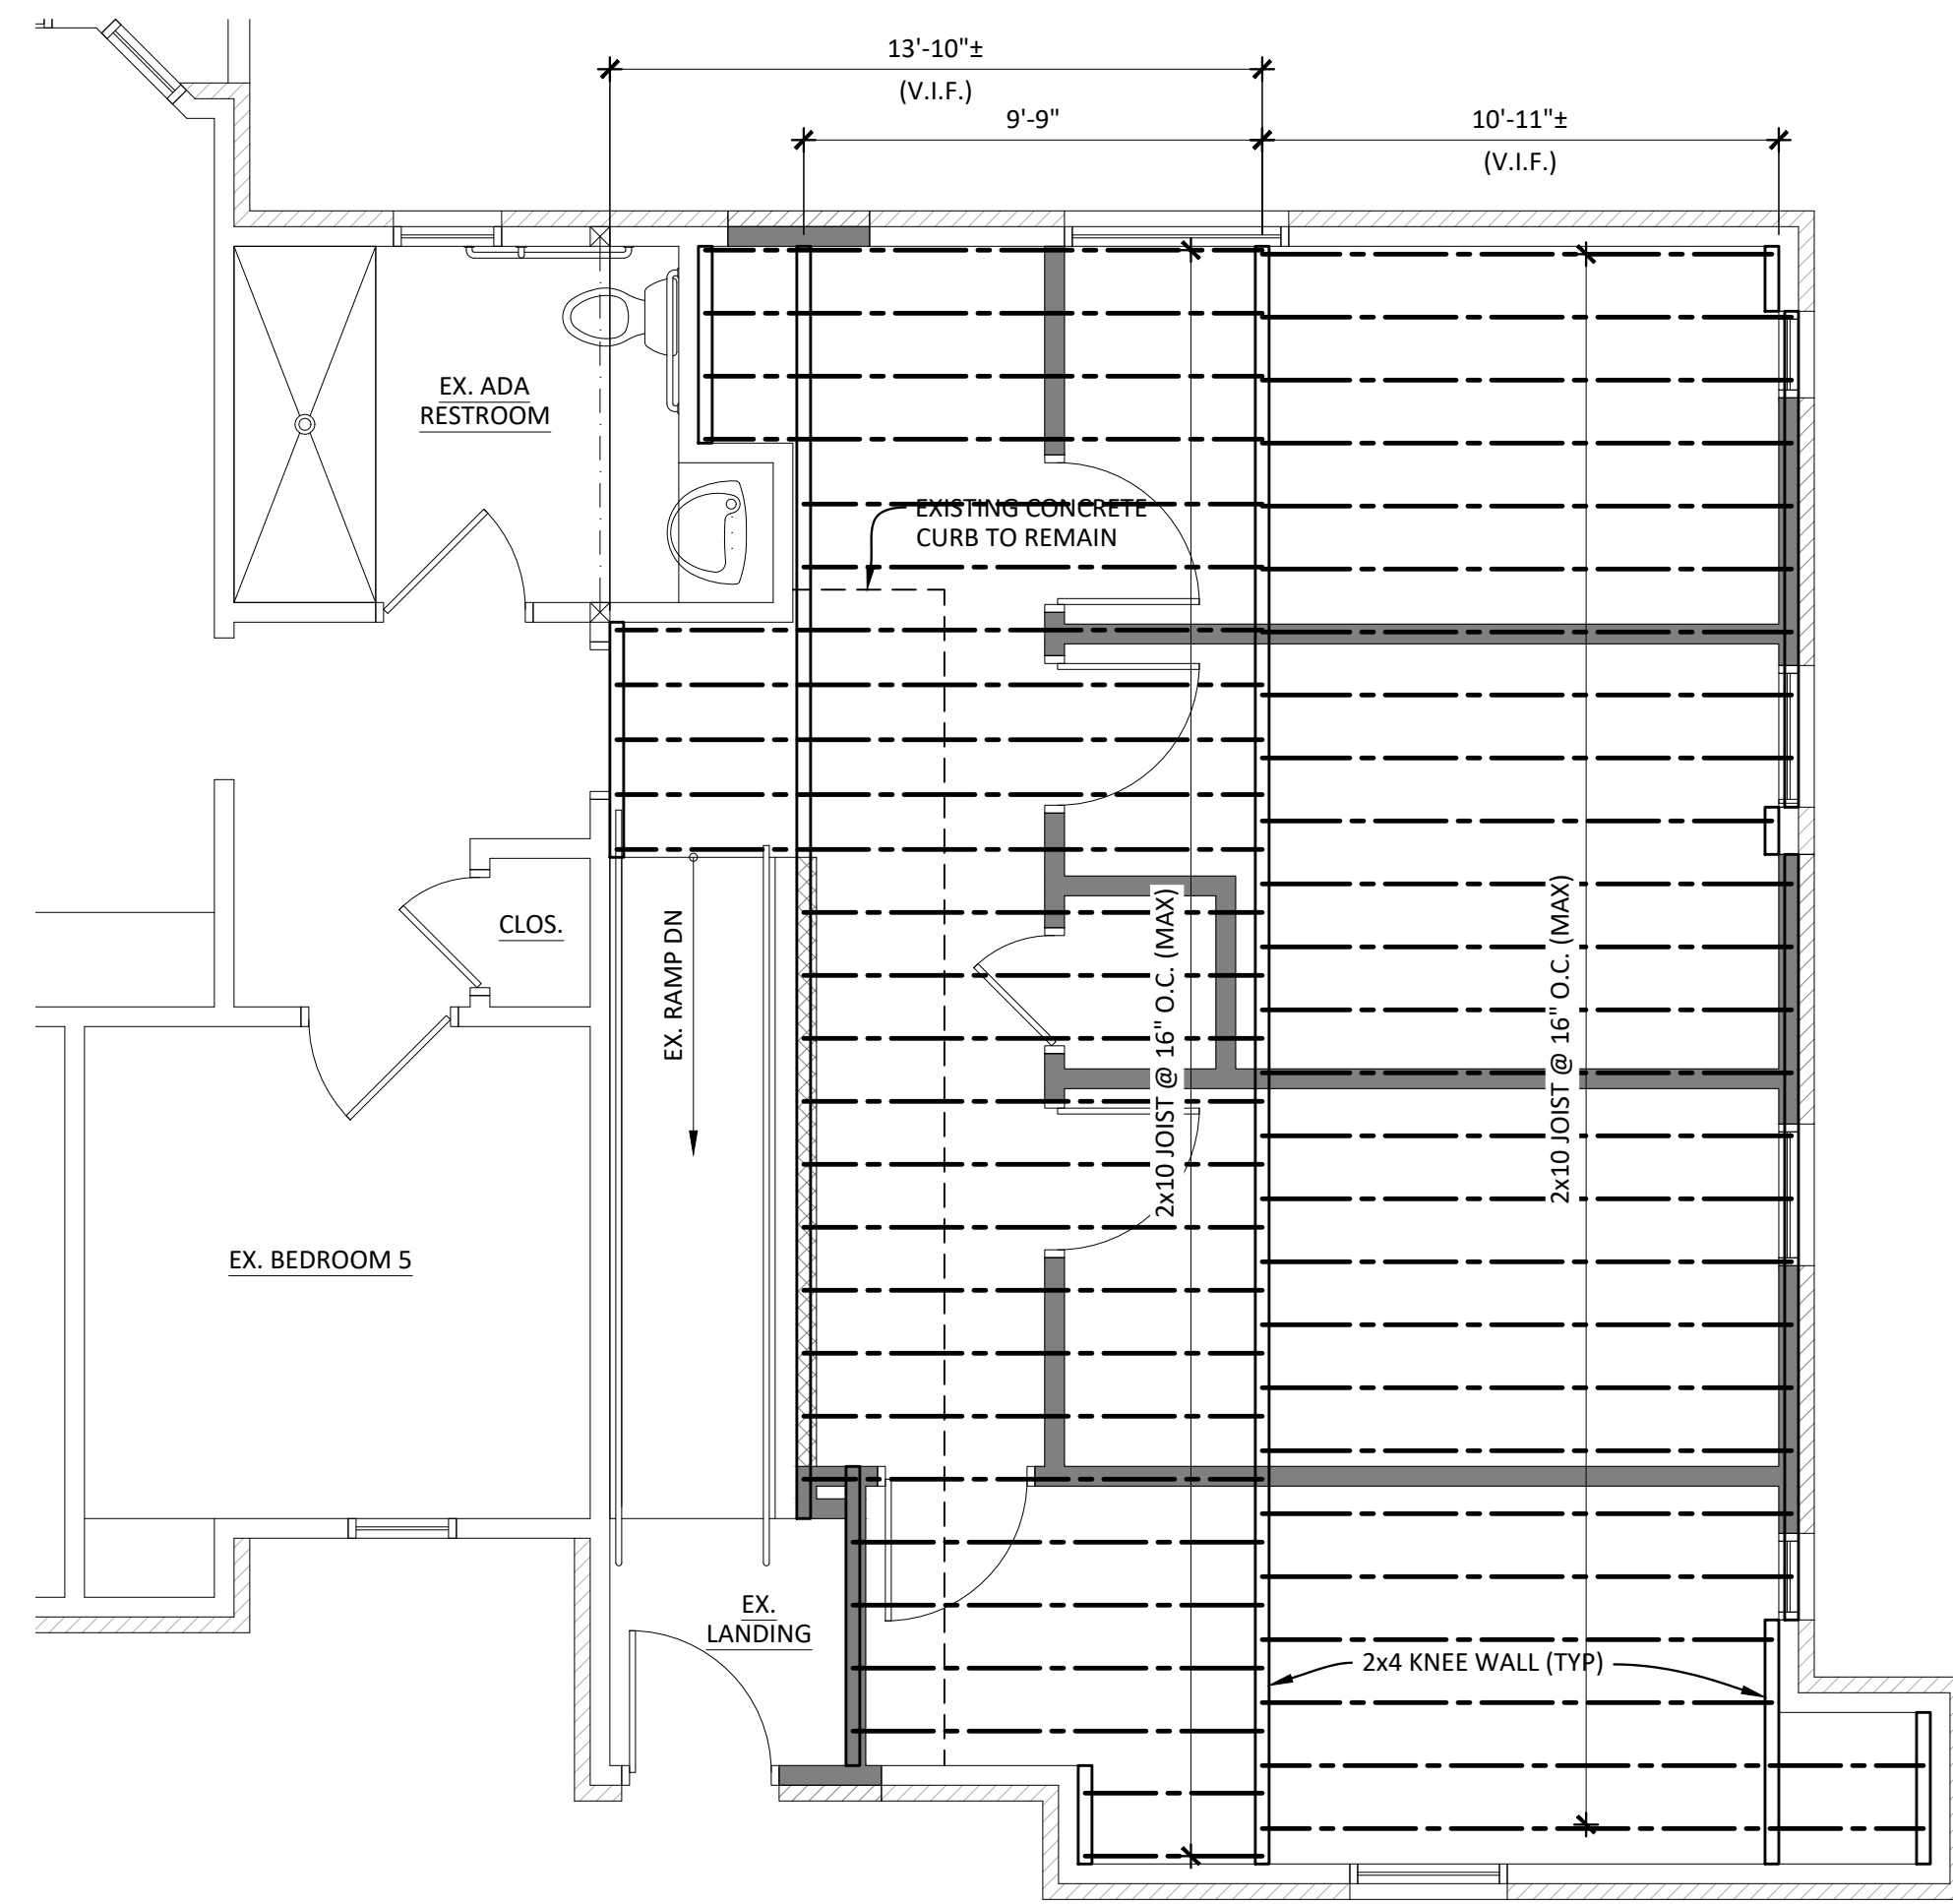 13'-10"±
(V.I.F.)
9'-9"
10'-11"±
(V.I.F.)
EX. ADA
RESTROOM
EXISTING CONCRETE
CURB TO REMAIN
CLOS.
EX. RAMP DN
2x10 JOIST @ 16" O.C. (MAX)
2x10 JOIST @ 16" O.C. (MAX)
EX. BEDROOM 5
EX.
LANDING
2x4 KNEE WALL (TYP)